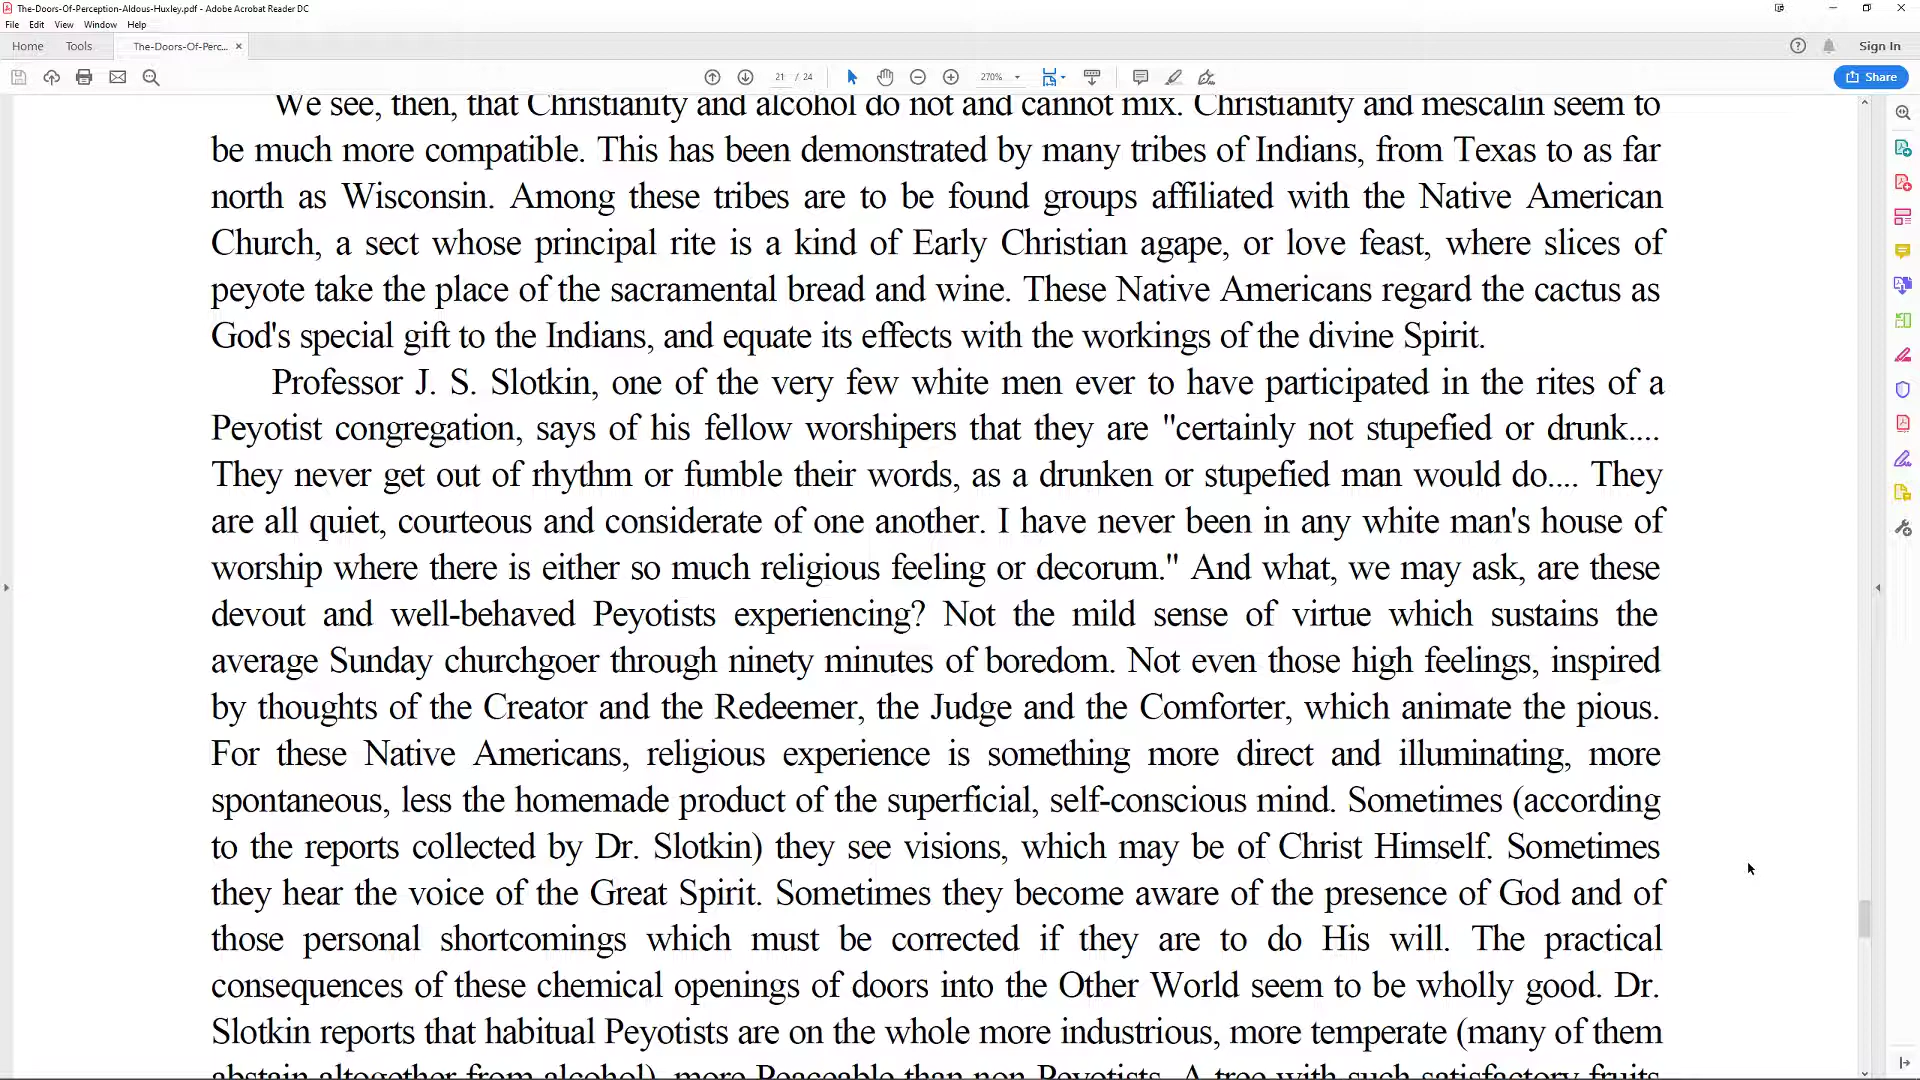 The-Doors-Of-Perception-Aldous-Huxley.pdf - Adobe Acrobat Reader DC
File Edit View Window Help
Home Tools The-Doors-Of-Perc... × Sign In
21 / 24 270% Share
We see, then, that Christianity and alcohol do not and cannot mix. Christianity and mescalin seem to
be much more compatible. This has been demonstrated by many tribes of Indians, from Texas to as far
north as Wisconsin. Among these tribes are to be found groups affiliated with the Native American
Church, a sect whose principal rite is a kind of Early Christian agape, or love feast, where slices of
peyote take the place of the sacramental bread and wine. These Native Americans regard the cactus as
God's special gift to the Indians, and equate its effects with the workings of the divine Spirit.
Professor J. S. Slotkin, one of the very few white men ever to have participated in the rites of a
Peyotist congregation, says of his fellow worshipers that they are "certainly not stupefied or drunk....
They never get out of rhythm or fumble their words, as a drunken or stupefied man would do.... They
are all quiet, courteous and considerate of one another. I have never been in any white man's house of
worship where there is either so much religious feeling or decorum." And what, we may ask, are these
devout and well-behaved Peyotists experiencing? Not the mild sense of virtue which sustains the
average Sunday churchgoer through ninety minutes of boredom. Not even those high feelings, inspired
by thoughts of the Creator and the Redeemer, the Judge and the Comforter, which animate the pious.
For these Native Americans, religious experience is something more direct and illuminating, more
spontaneous, less the homemade product of the superficial, self-conscious mind. Sometimes (according
to the reports collected by Dr. Slotkin) they see visions, which may be of Christ Himself. Sometimes
they hear the voice of the Great Spirit. Sometimes they become aware of the presence of God and of
those personal shortcomings which must be corrected if they are to do His will. The practical
consequences of these chemical openings of doors into the Other World seem to be wholly good. Dr.
Slotkin reports that habitual Peyotists are on the whole more industrious, more temperate (many of them
abstain altogether from alcohol), more Peaceable than non-Peyotists. A tree with such satisfactory fruits